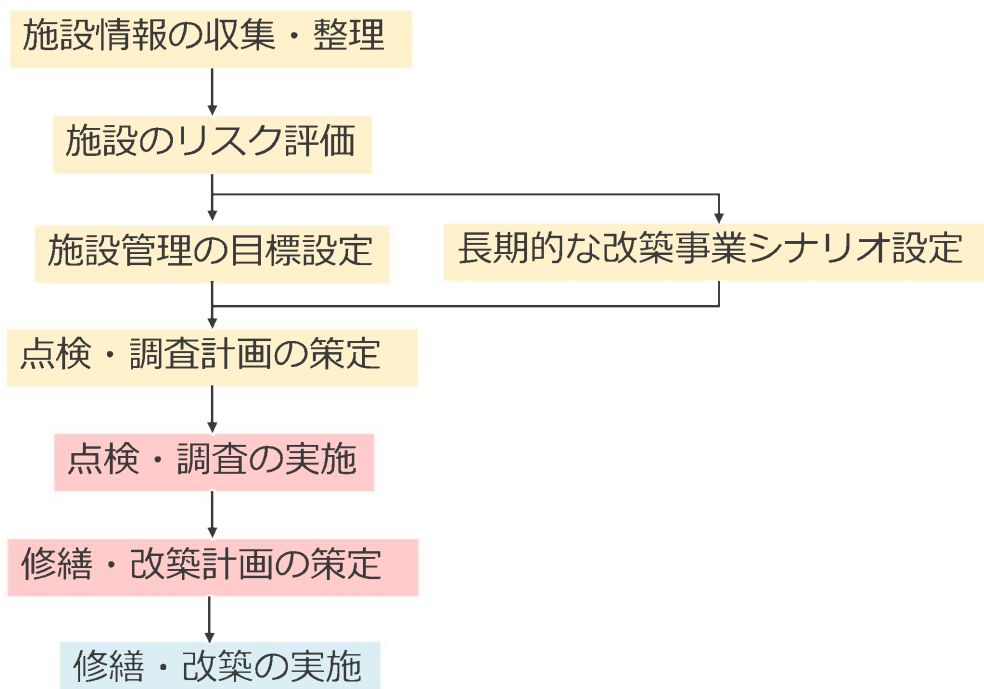 施設情報の収集・整理
施設のリスク評価
施設管理の目標設定
長期的な改築事業シナリオ設定
点検・調査計画の策定
点検・調査の実施
修繕・改築計画の策定
修繕・改築の実施